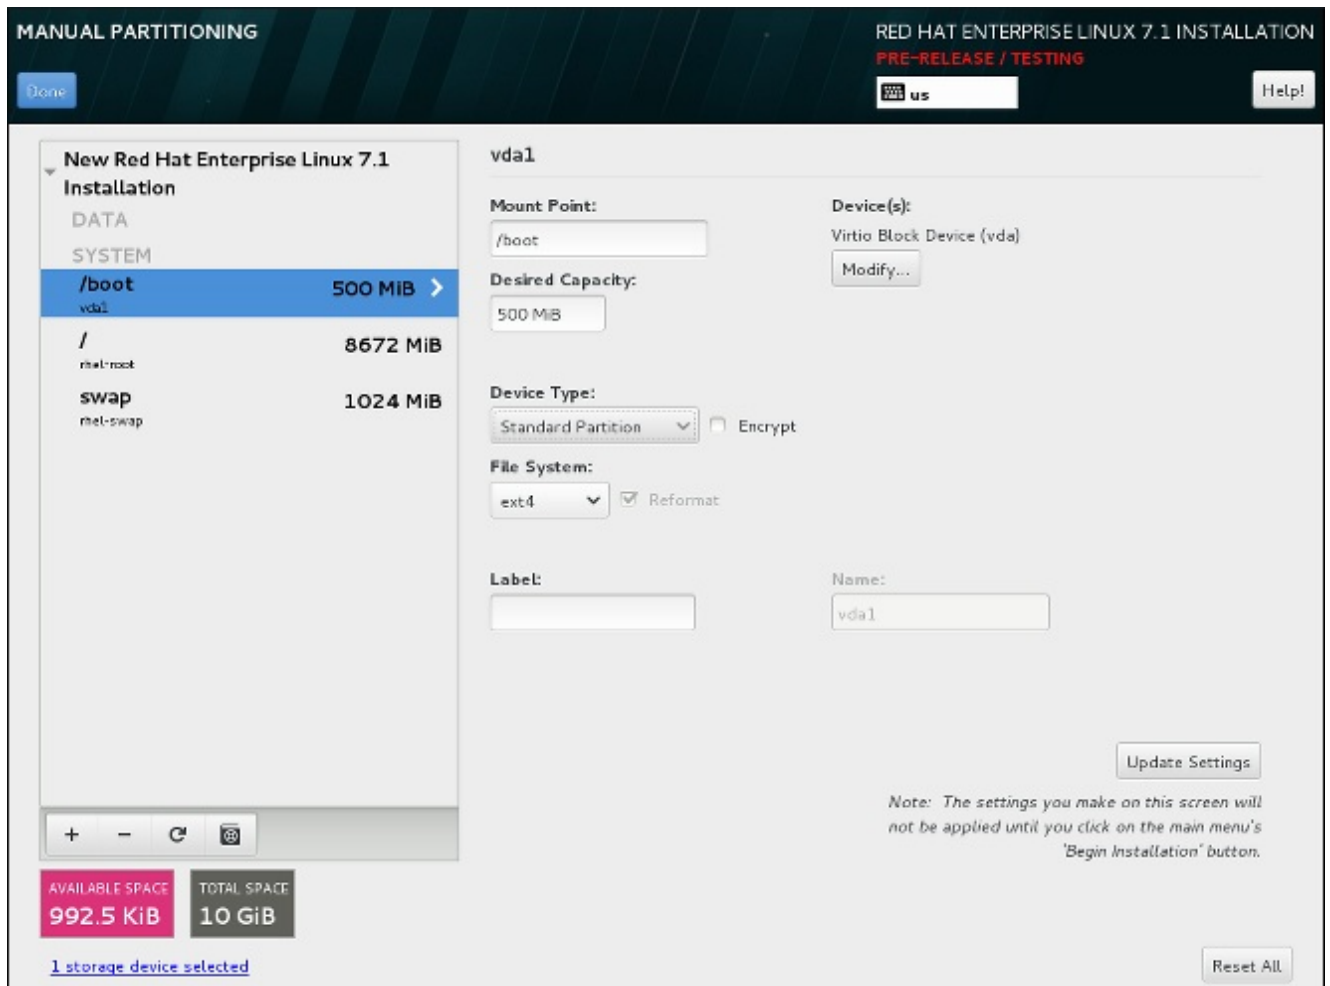 MANUAL PARTITIONING
RED HAT ENTERPRISE LINUX 7.1 INSTALLATION
PRE-RELEASE / TESTING
Done
us
Help!
New Red Hat Enterprise Linux 7.1
Installation
DATA
SYSTEM
/boot
500 MiB
vda1
/
8672 MiB
rhel-root
swap
1024 MiB
rhel-swap
+ -
AVAILABLE SPACE
992.5 KiB
TOTAL SPACE
10 GiB
1 storage device selected
vda1
Mount Point:
/boot
Device(s):
Virtio Block Device (vda)
Modify...
Desired Capacity:
500 MiB
Device Type:
Standard Partition
Encrypt
File System:
ext4
Reformat
Label:
Name:
vda1
Update Settings
Note: The settings you make on this screen will
not be applied until you click on the main menu's
'Begin Installation' button.
Reset All